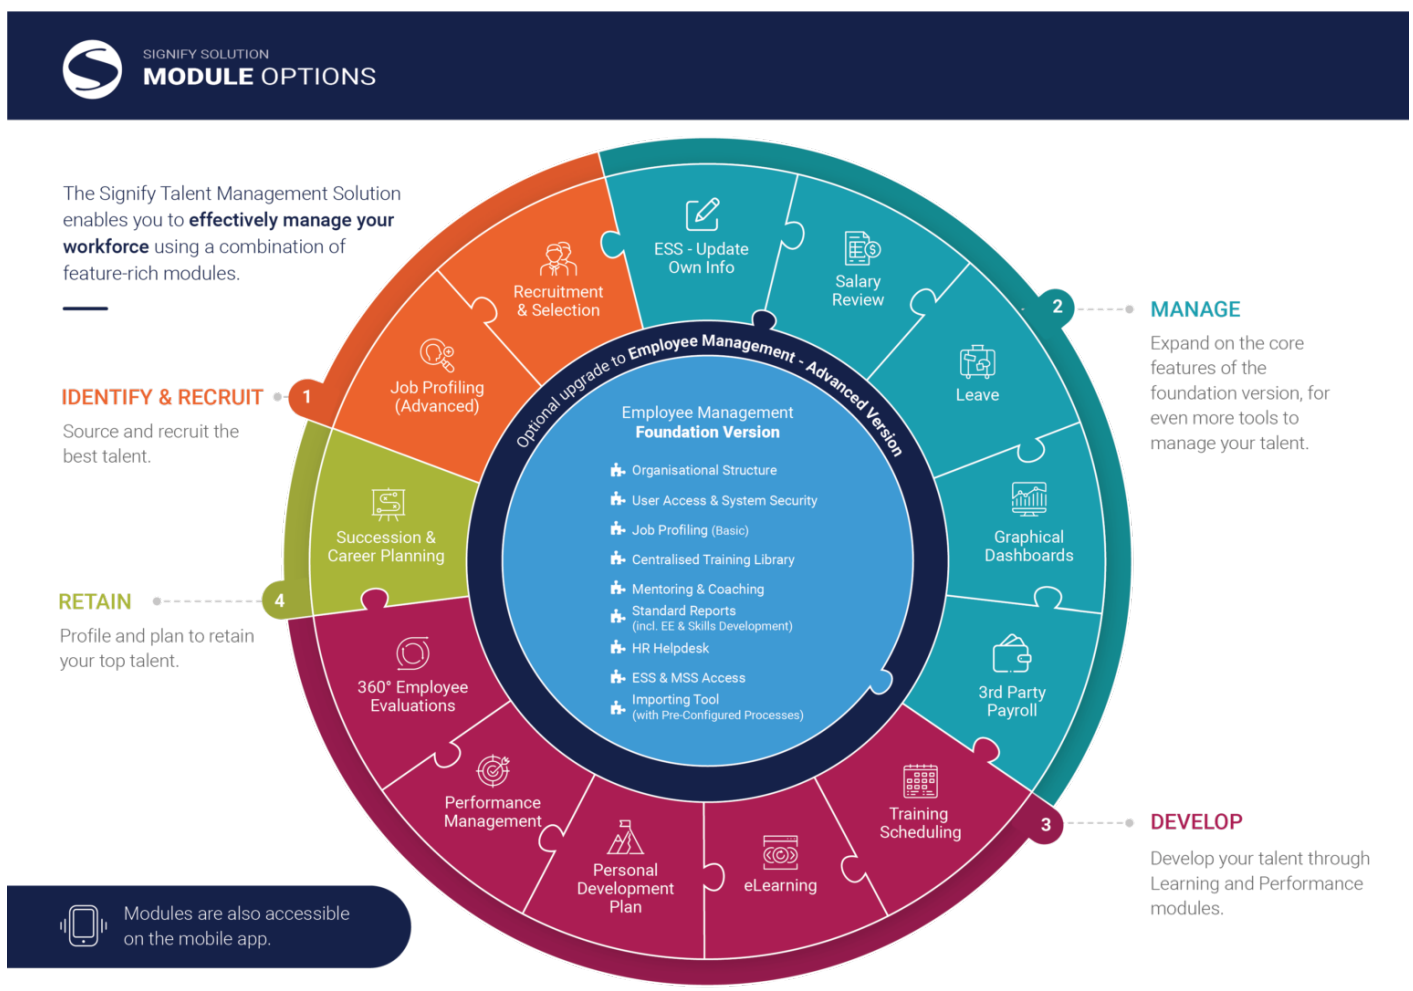 SIGNIFY SOLUTION
MODULE OPTIONS
The Signify Talent Management Solution
enables you to effectively manage your
workforce using a combination of
feature-rich modules.
IDENTIFY & RECRUIT
Source and recruit the
best talent.
1
RETAIN
Profile and plan to retain
your top talent.
4
2
MANAGE
Expand on the core
features of the
foundation version, for
even more tools to
manage your talent.
3
DEVELOP
Develop your talent through
Learning and Performance
modules.
Recruitment
& Selection
Job Profiling
(Advanced)
ESS - Update
Own Info
Salary
Review
Leave
Graphical
Dashboards
3rd Party
Payroll
Training
Scheduling
eLearning
Personal
Development
Plan
Performance
Management
360° Employee
Evaluations
Succession &
Career Planning
Optional upgrade to Employee Management - Advanced Version
Employee Management
Foundation Version
Organisational Structure
User Access & System Security
Job Profiling (Basic)
Centralised Training Library
Mentoring & Coaching
Standard Reports
(incl. EE & Skills Development)
HR Helpdesk
ESS & MSS Access
Importing Tool
(with Pre-Configured Processes)
Modules are also accessible
on the mobile app.